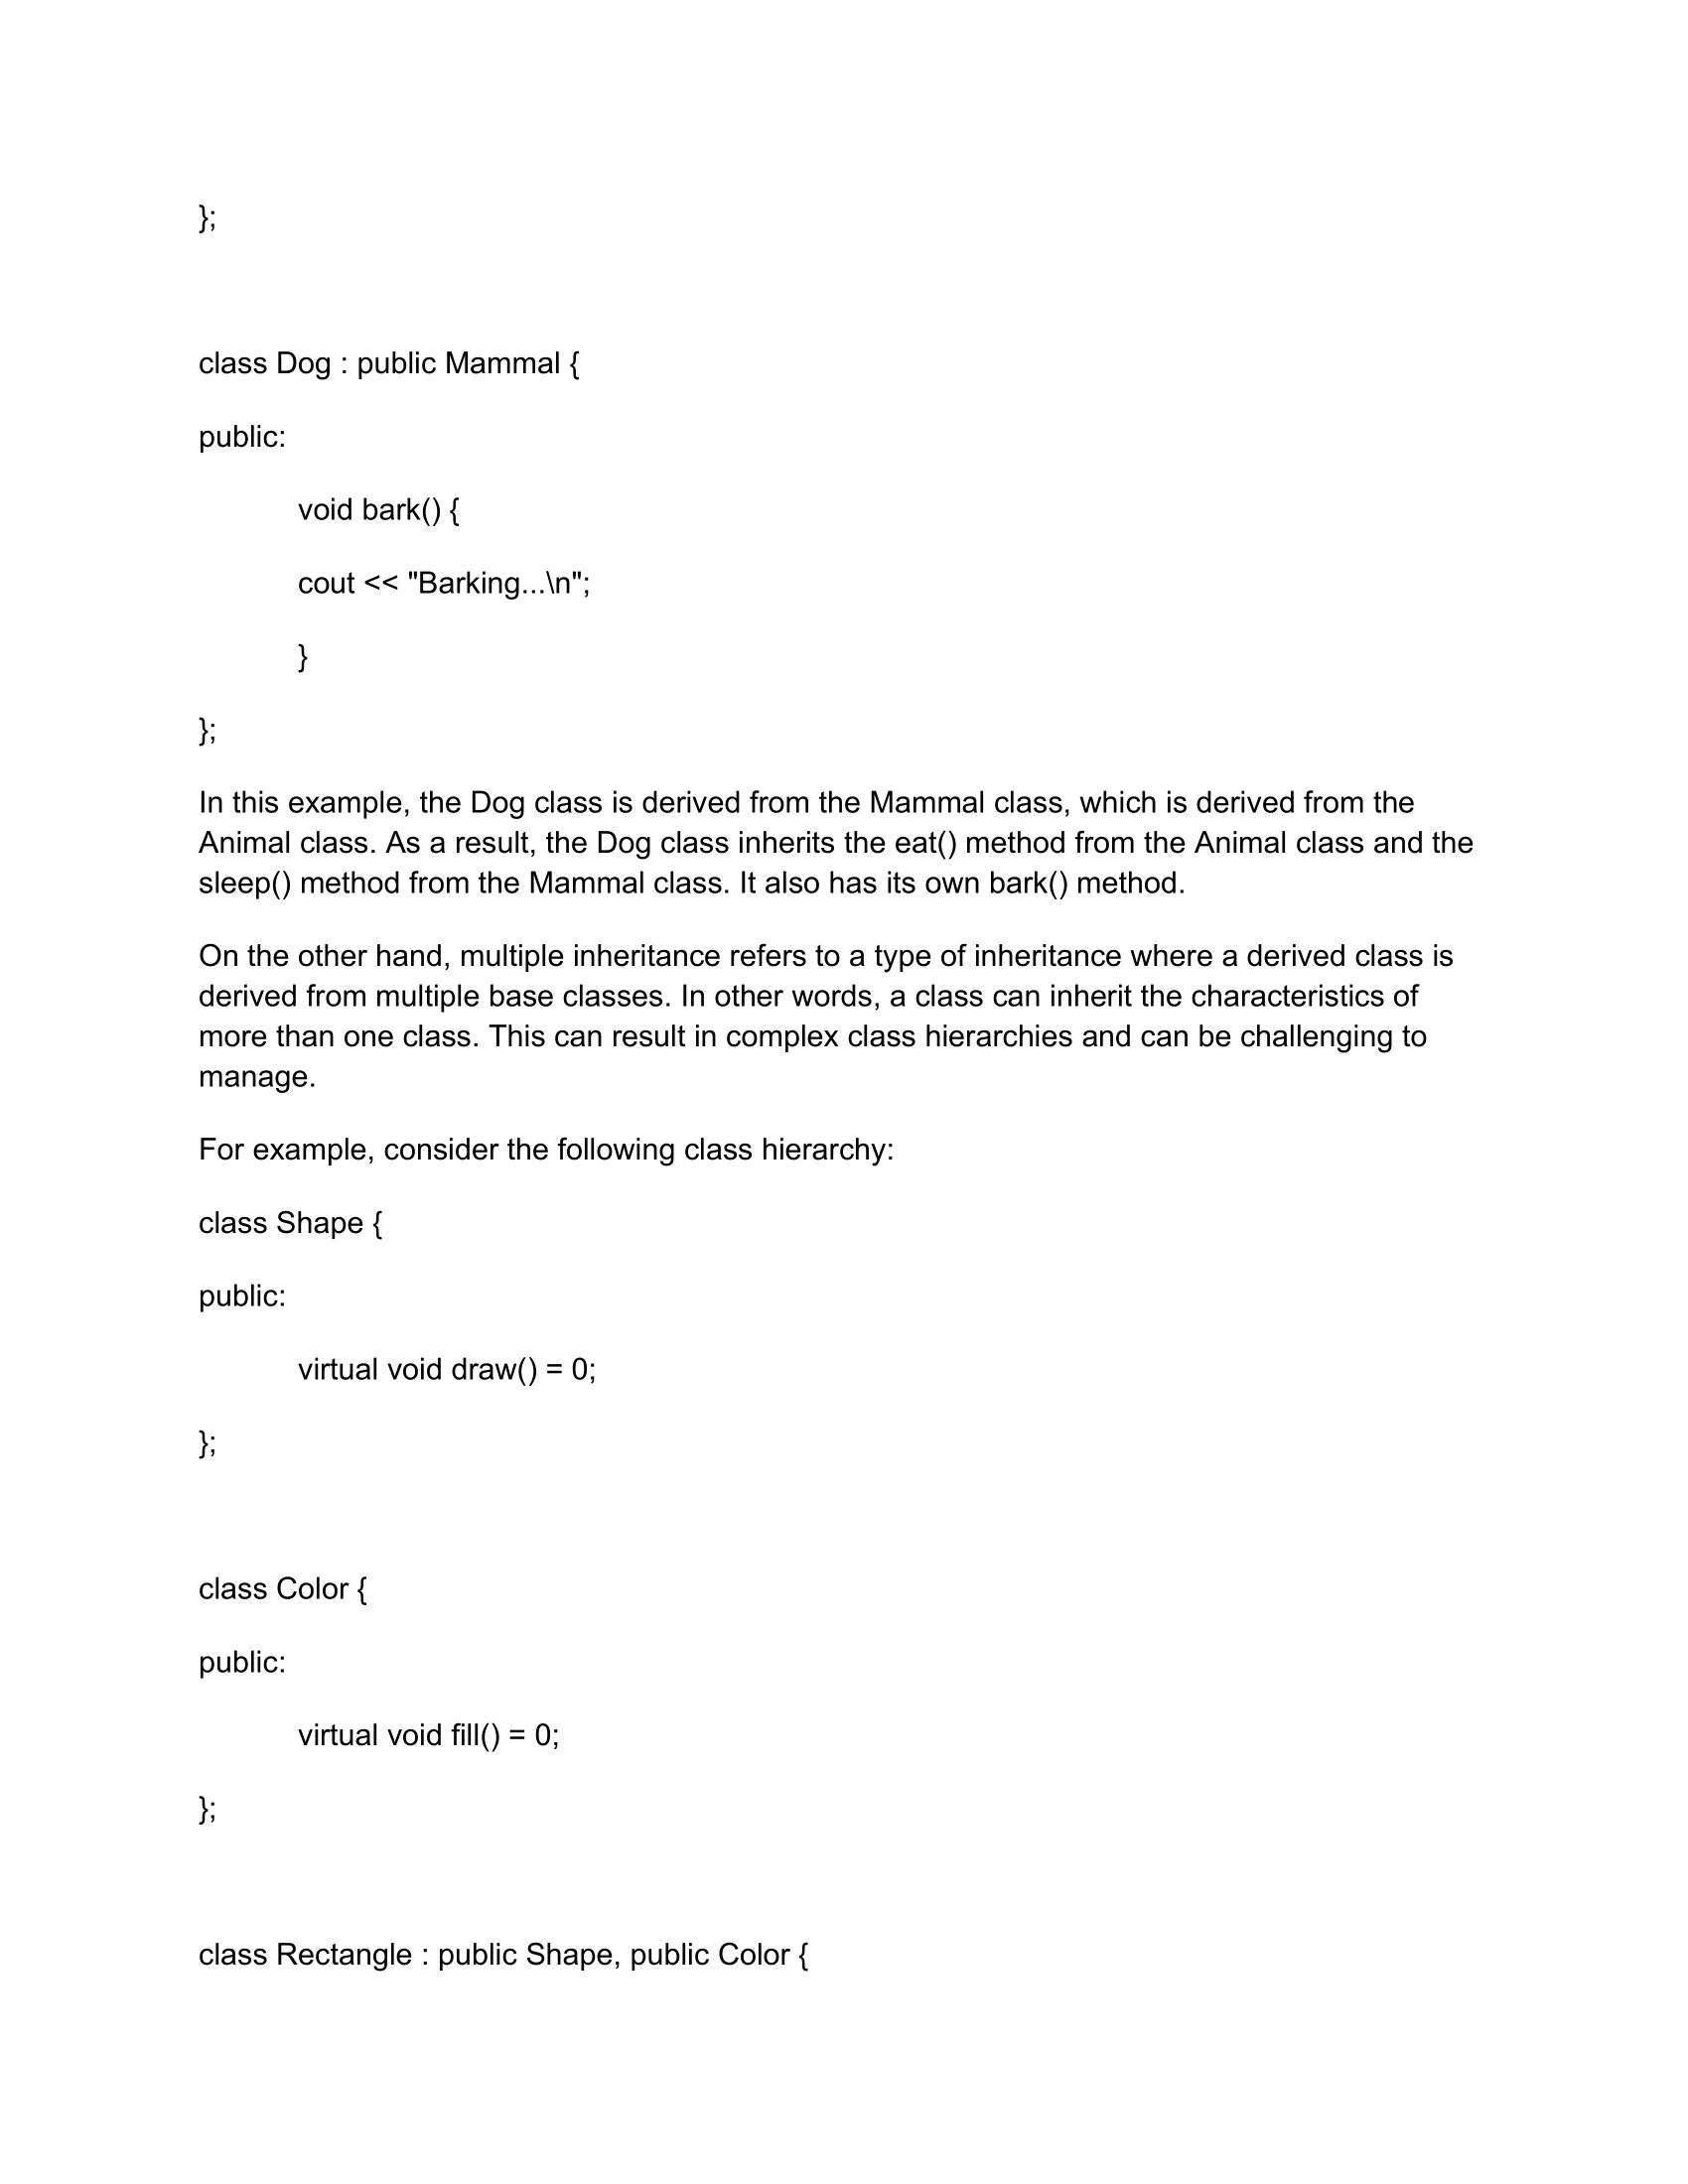 };
class Dog : public Mammal {
public:
void bark() {
cout << "Barking...\n";
}
};
In this example, the Dog class is derived from the Mammal class, which is derived from the
Animal class. As a result, the Dog class inherits the eat() method from the Animal class and the
sleep() method from the Mammal class. It also has its own bark() method.
On the other hand, multiple inheritance refers to a type of inheritance where a derived class is
derived from multiple base classes. In other words, a class can inherit the characteristics of
more than one class. This can result in complex class hierarchies and can be challenging to
manage.
For example, consider the following class hierarchy:
class Shape {
public:
virtual void draw() = 0;
};
class Color {
public:
virtual void fill() = 0;
};
class Rectangle : public Shape, public Color {